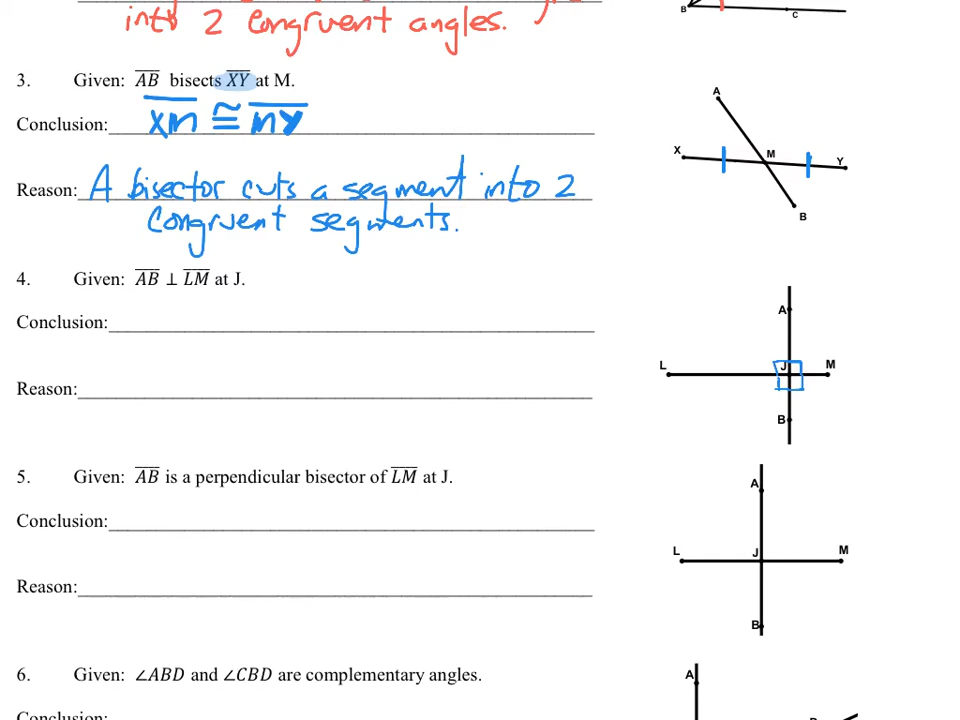 into 2 congruent angles.
B
C
3. Given: AB bisects XY at M.
Conclusion: XM ≅ MY
Reason: A bisector cuts a segment into 2
congruent segments.
A
X
M
Y
B
4. Given: AB ⊥ LM at J.
Conclusion:
Reason:
A
L
J
M
B
5. Given: AB is a perpendicular bisector of LM at J.
Conclusion:
Reason:
A
L
J
M
B
6. Given: ∠ABD and ∠CBD are complementary angles.
Conclusion:
A